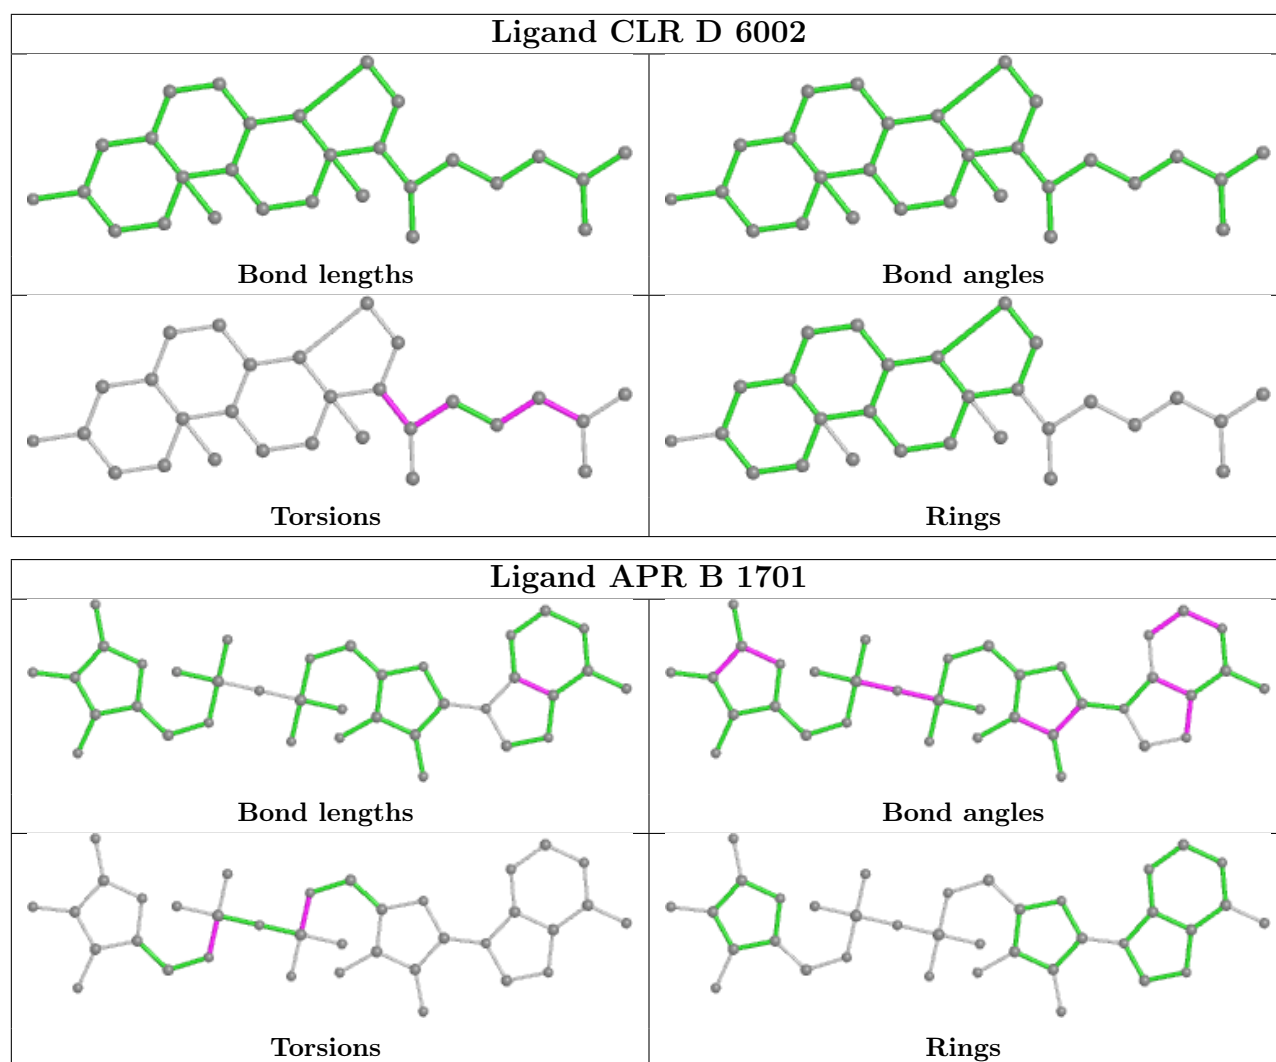 Ligand CLR D 6002
Bond lengths
Bond angles
Torsions
Rings
Ligand APR B 1701
Bond lengths
Bond angles
Torsions
Rings